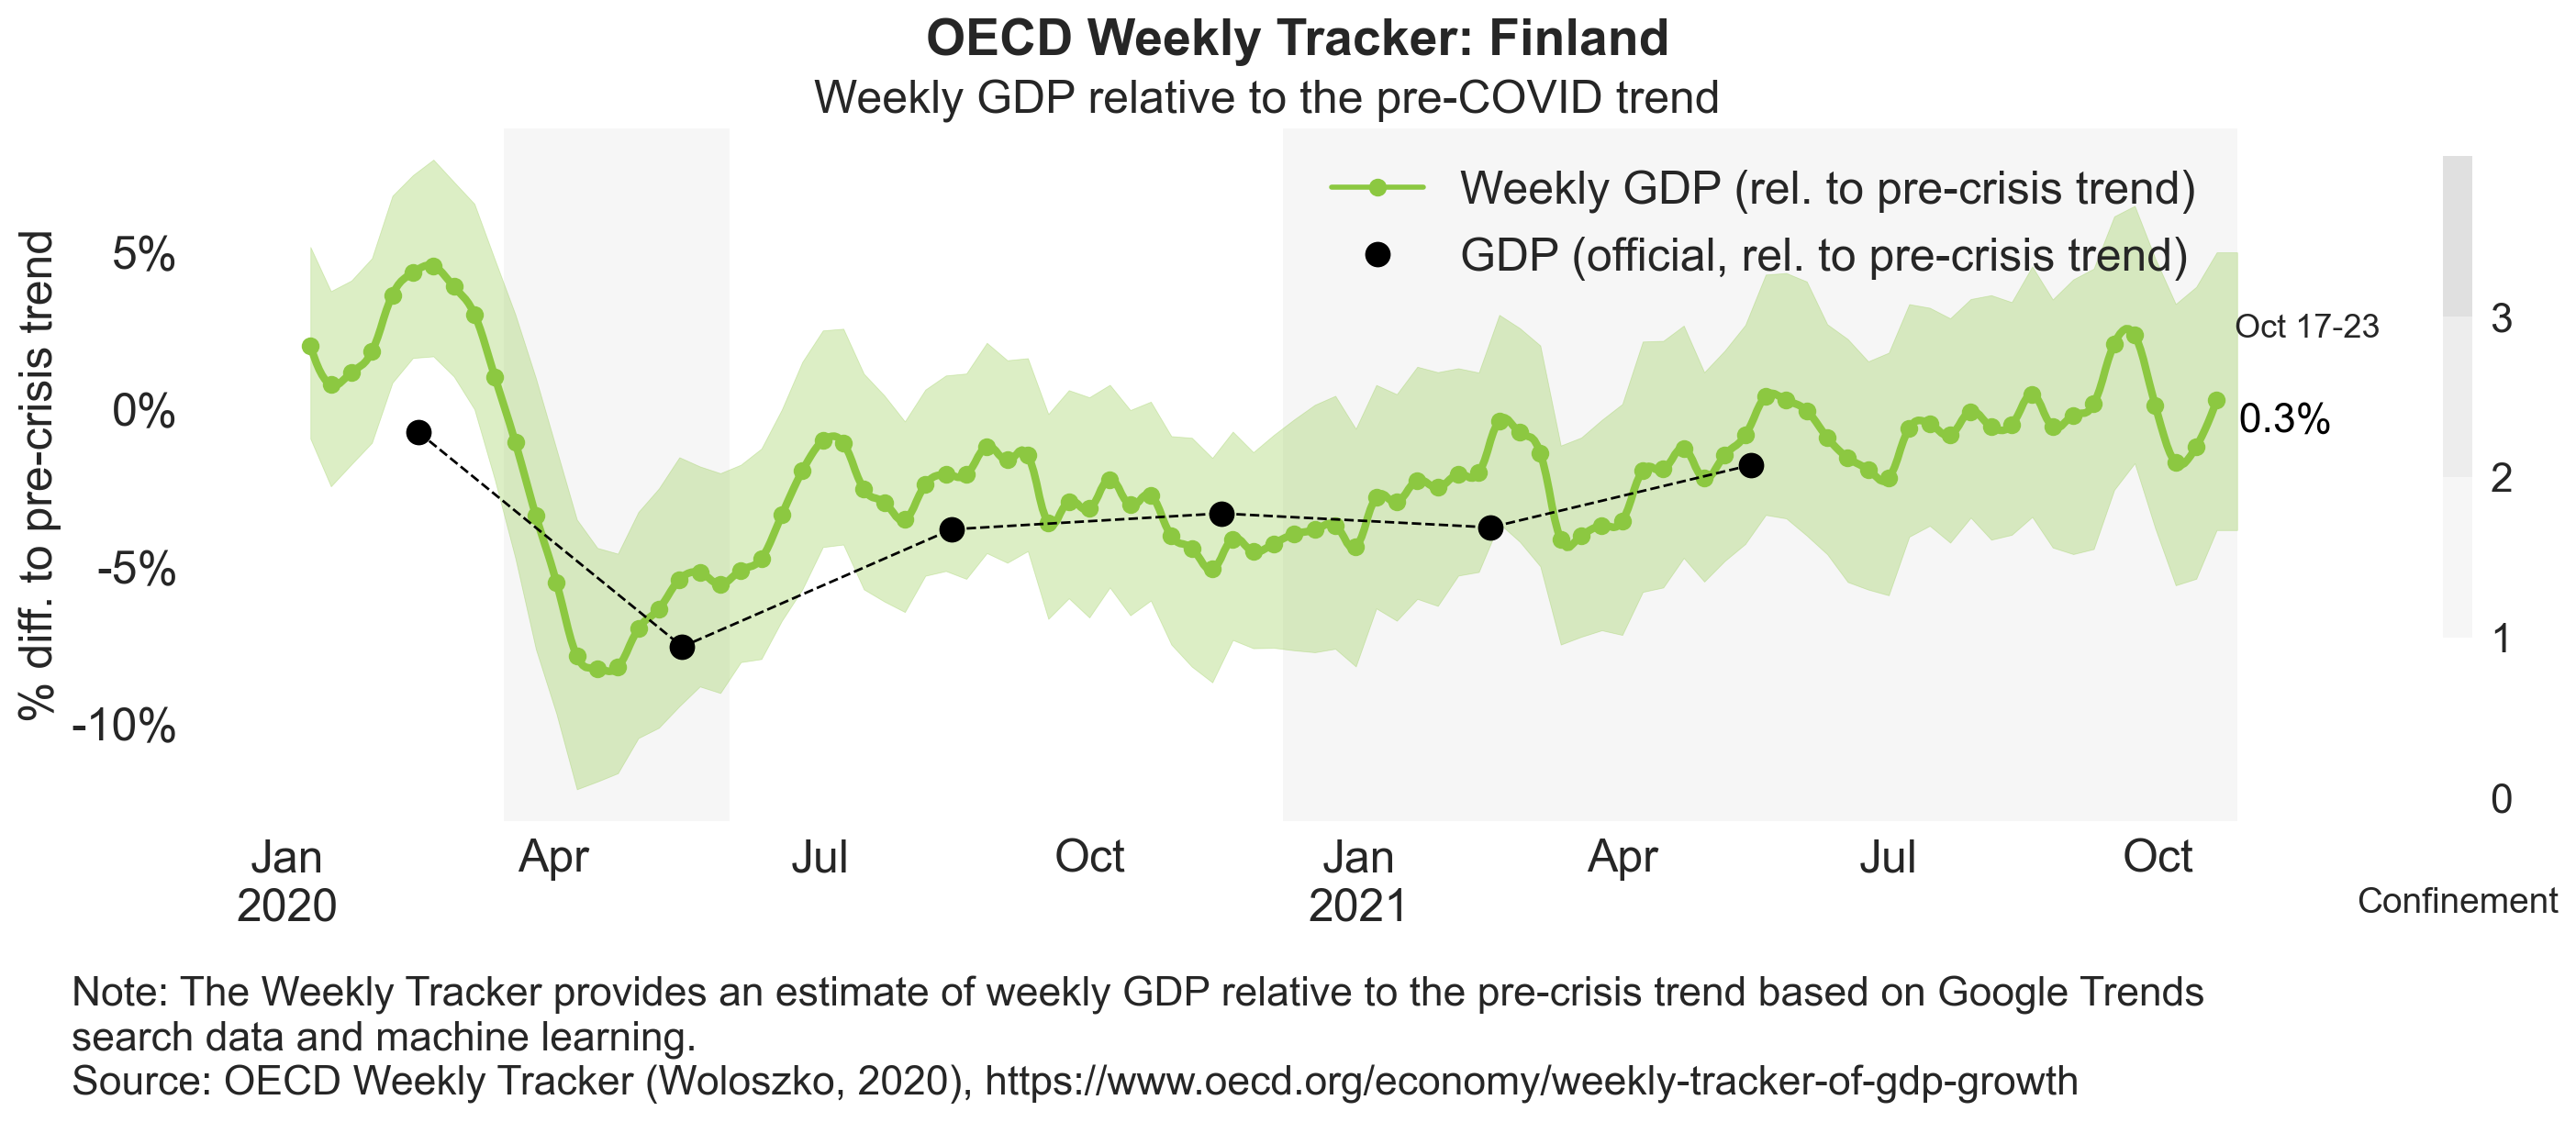 OECD Weekly Tracker: Finland
Weekly GDP relative to the pre-COVID trend
Weekly GDP (rel. to pre-crisis trend)
GDP (official, rel. to pre-crisis trend)
% diff. to pre-crisis trend
5%
0%
-5%
-10%
Oct 17-23
0.3%
3
2
1
0
Jan Apr Jul Oct Jan Apr Jul Oct
2020 2021
Confinement
Note: The Weekly Tracker provides an estimate of weekly GDP relative to the pre-crisis trend based on Google Trends
search data and machine learning.
Source: OECD Weekly Tracker (Woloszko, 2020), https://www.oecd.org/economy/weekly-tracker-of-gdp-growth